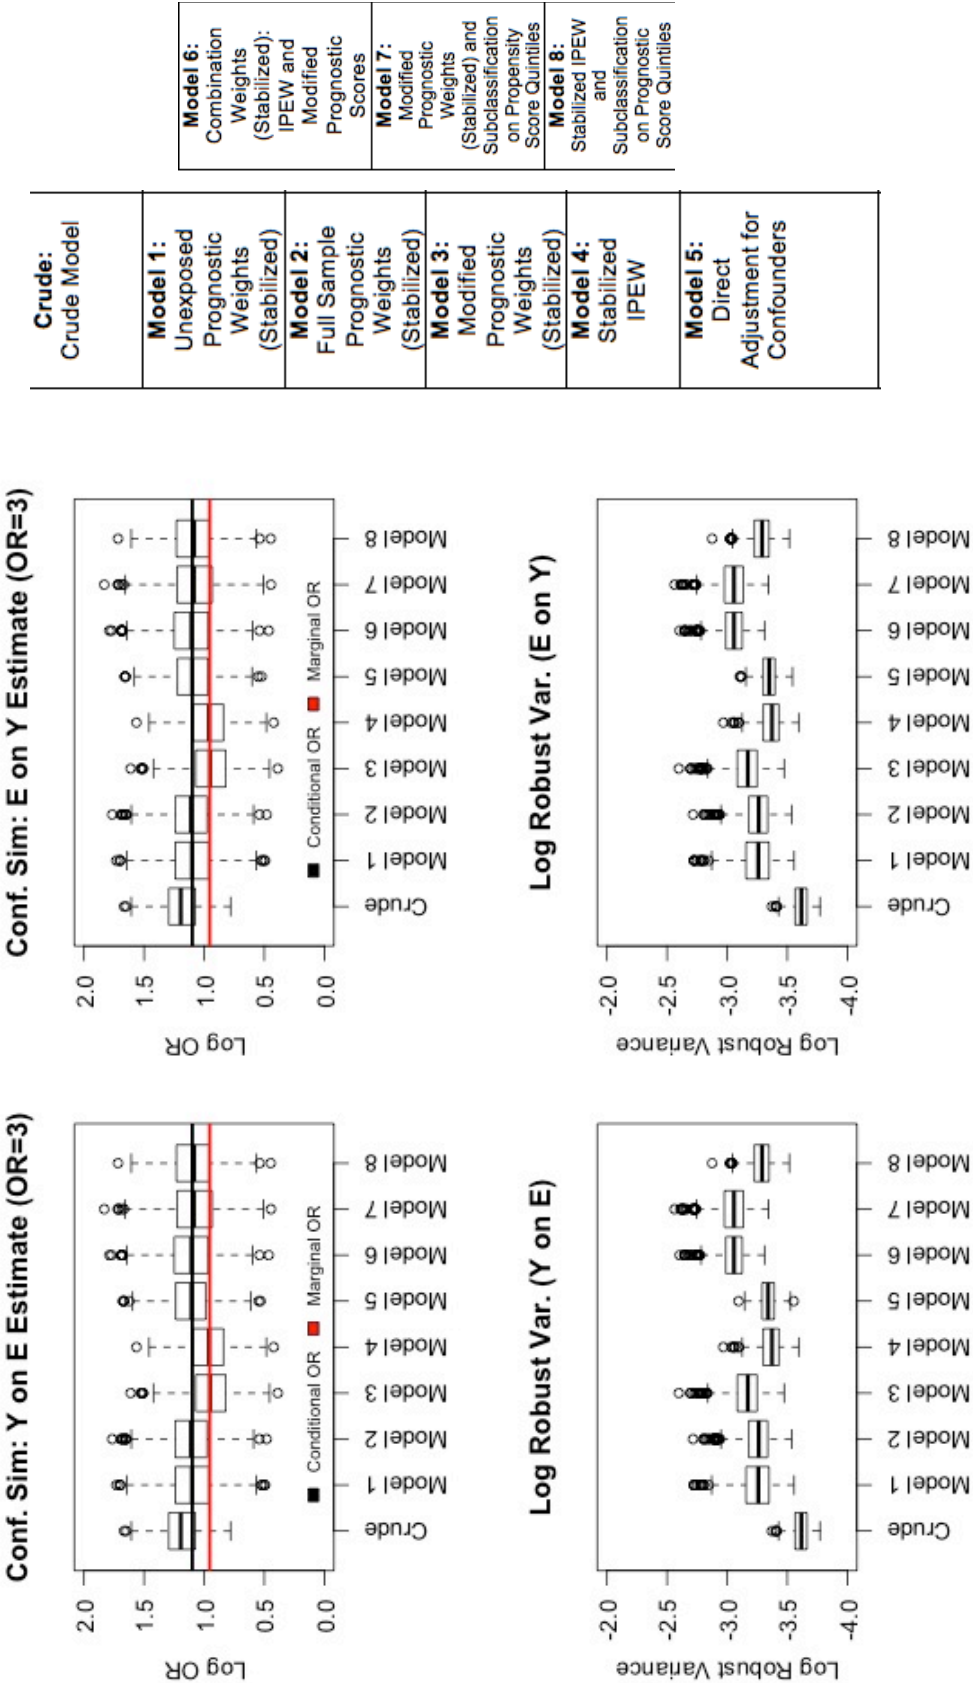 Conf. Sim: Y on E Estimate (OR=3)
Log OR
2.0
1.5
1.0
0.5
0.0
Conditional OR
Marginal OR
Crude
Model 1
Model 2
Model 3
Model 4
Model 5
Model 6
Model 7
Model 8
Conf. Sim: E on Y Estimate (OR=3)
Log OR
2.0
1.5
1.0
0.5
0.0
Conditional OR
Marginal OR
Crude
Model 1
Model 2
Model 3
Model 4
Model 5
Model 6
Model 7
Model 8
Log Robust Var. (Y on E)
Log Robust Variance
-2.0
-2.5
-3.0
-3.5
-4.0
Crude
Model 1
Model 2
Model 3
Model 4
Model 5
Model 6
Model 7
Model 8
Log Robust Var. (E on Y)
Log Robust Variance
-2.0
-2.5
-3.0
-3.5
-4.0
Crude
Model 1
Model 2
Model 3
Model 4
Model 5
Model 6
Model 7
Model 8
Crude:
Crude Model
Model 1:
Unexposed
Prognostic
Weights
(Stabilized)
Model 2:
Full Sample
Prognostic
Weights
(Stabilized)
Model 3:
Modified
Prognostic
Weights
(Stabilized)
Model 4:
Stabilized
IPEW
Model 5:
Direct
Adjustment for
Confounders
Model 6:
Combination
Weights
(Stabilized):
IPEW and
Modified
Prognostic
Scores
Model 7:
Modified
Prognostic
Weights
(Stabilized) and
Subclassification
on Propensity
Score Quintiles
Model 8:
Stabilized IPEW
and
Subclassification
on Prognostic
Score Quintiles